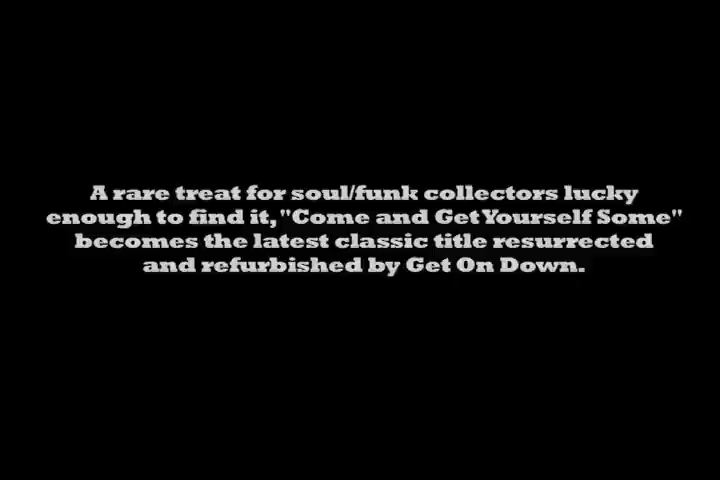 A rare treat for soul/funk collectors lucky
enough to find it, "Come and Get Yourself Some"
becomes the latest classic title resurrected
and refurbished by Get On Down.